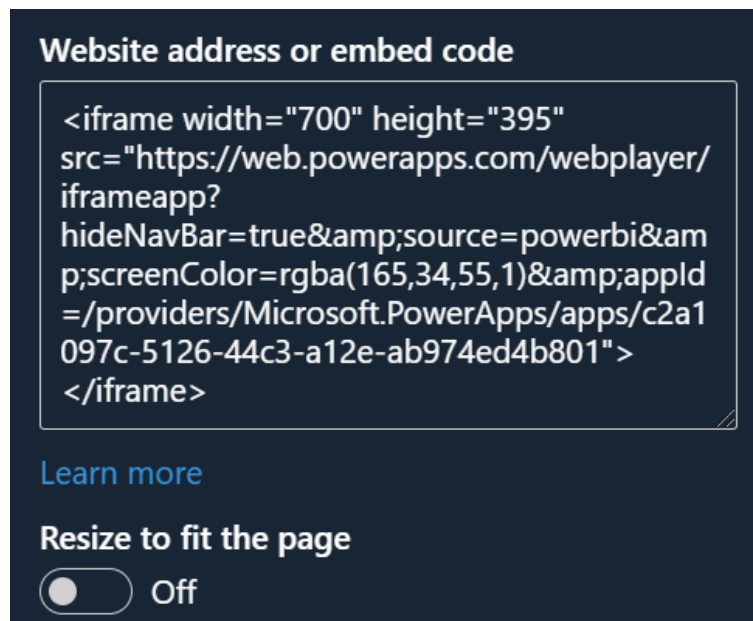 Website address or embed code
<iframe width="700" height="395"
src="https://web.powerapps.com/webplayer/
iframeapp?
hideNavBar=true&amp;source=powerbi&am
p;screenColor=rgba(165,34,55,1)&amp;appId
=/providers/Microsoft.PowerApps/apps/c2a1
097c-5126-44c3-a12e-ab974ed4b801">
</iframe>
Learn more
Resize to fit the page
Off